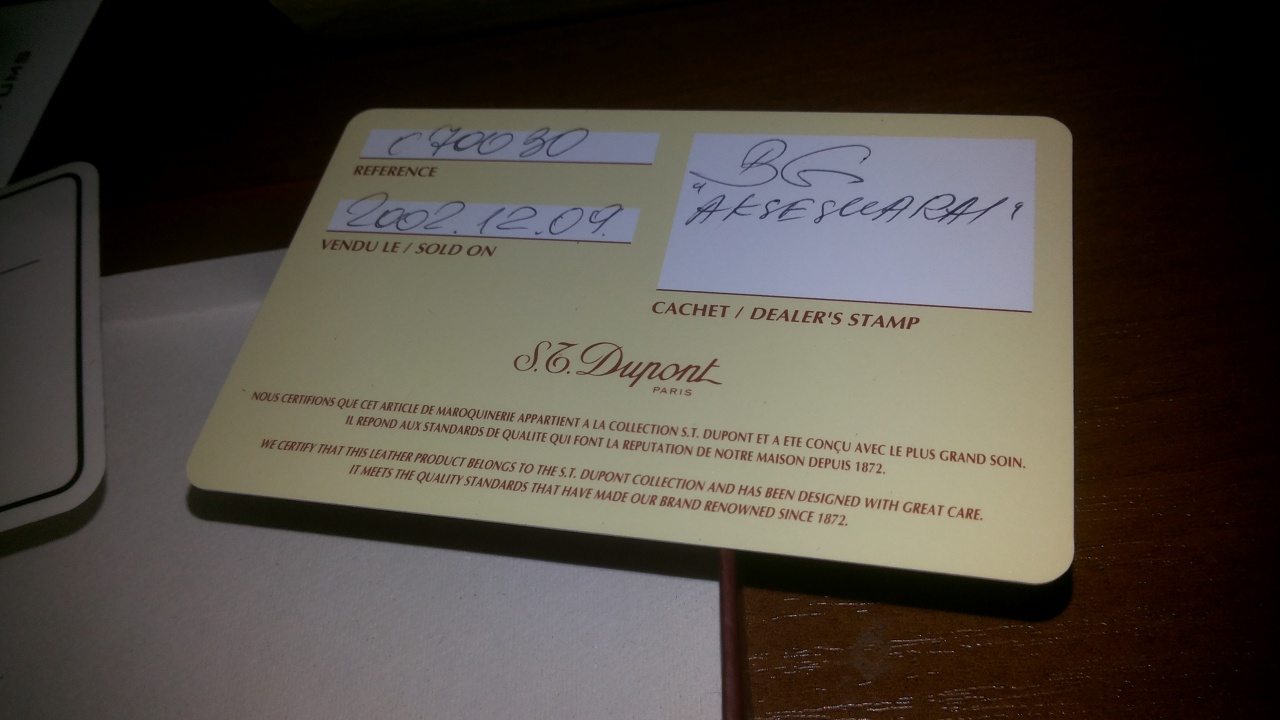 c70030
REFERENCE
2002.12.09.
VENDU LE / SOLD ON
BG
"AKSESUARAI"
CACHET / DEALER'S STAMP
S.T. Dupont
PARIS
NOUS CERTIFIONS QUE CET ARTICLE DE MAROQUINERIE APPARTIENT A LA COLLECTION S.T. DUPONT ET A ETE CONÇU AVEC LE PLUS GRAND SOIN.
IL REPOND AUX STANDARDS DE QUALITE QUI FONT LA REPUTATION DE NOTRE MAISON DEPUIS 1872.
WE CERTIFY THAT THIS LEATHER PRODUCT BELONGS TO THE S.T. DUPONT COLLECTION AND HAS BEEN DESIGNED WITH GREAT CARE.
IT MEETS THE QUALITY STANDARDS THAT HAVE MADE OUR BRAND RENOWNED SINCE 1872.